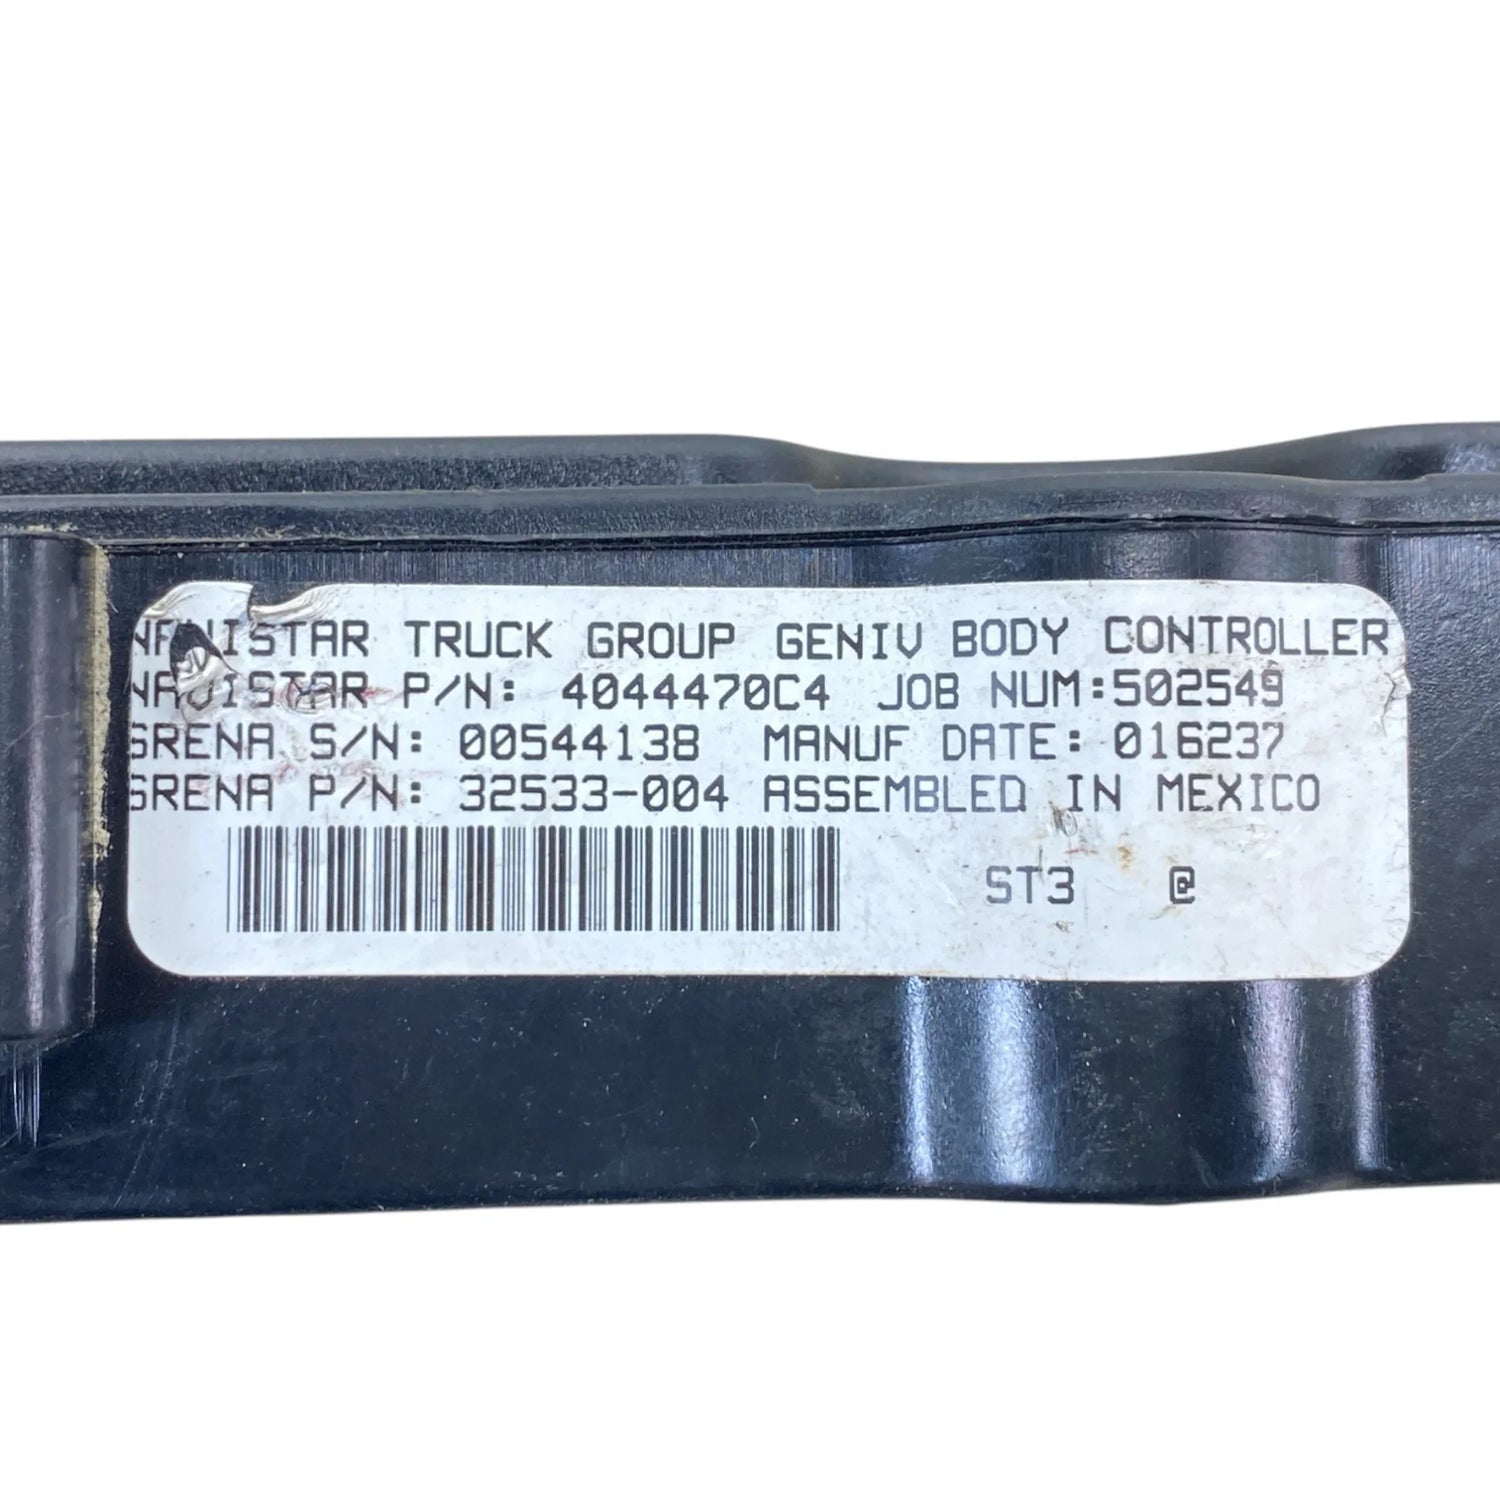 NAVISTAR TRUCK GROUP GENIV BODY CONTROLLER
NAVISTAR P/N: 4044470C4 JOB NUM:502549
SRENA S/N: 00544138 MANUF DATE: 016237
SRENA P/N: 32533-004 ASSEMBLED IN MEXICO
ST3 @